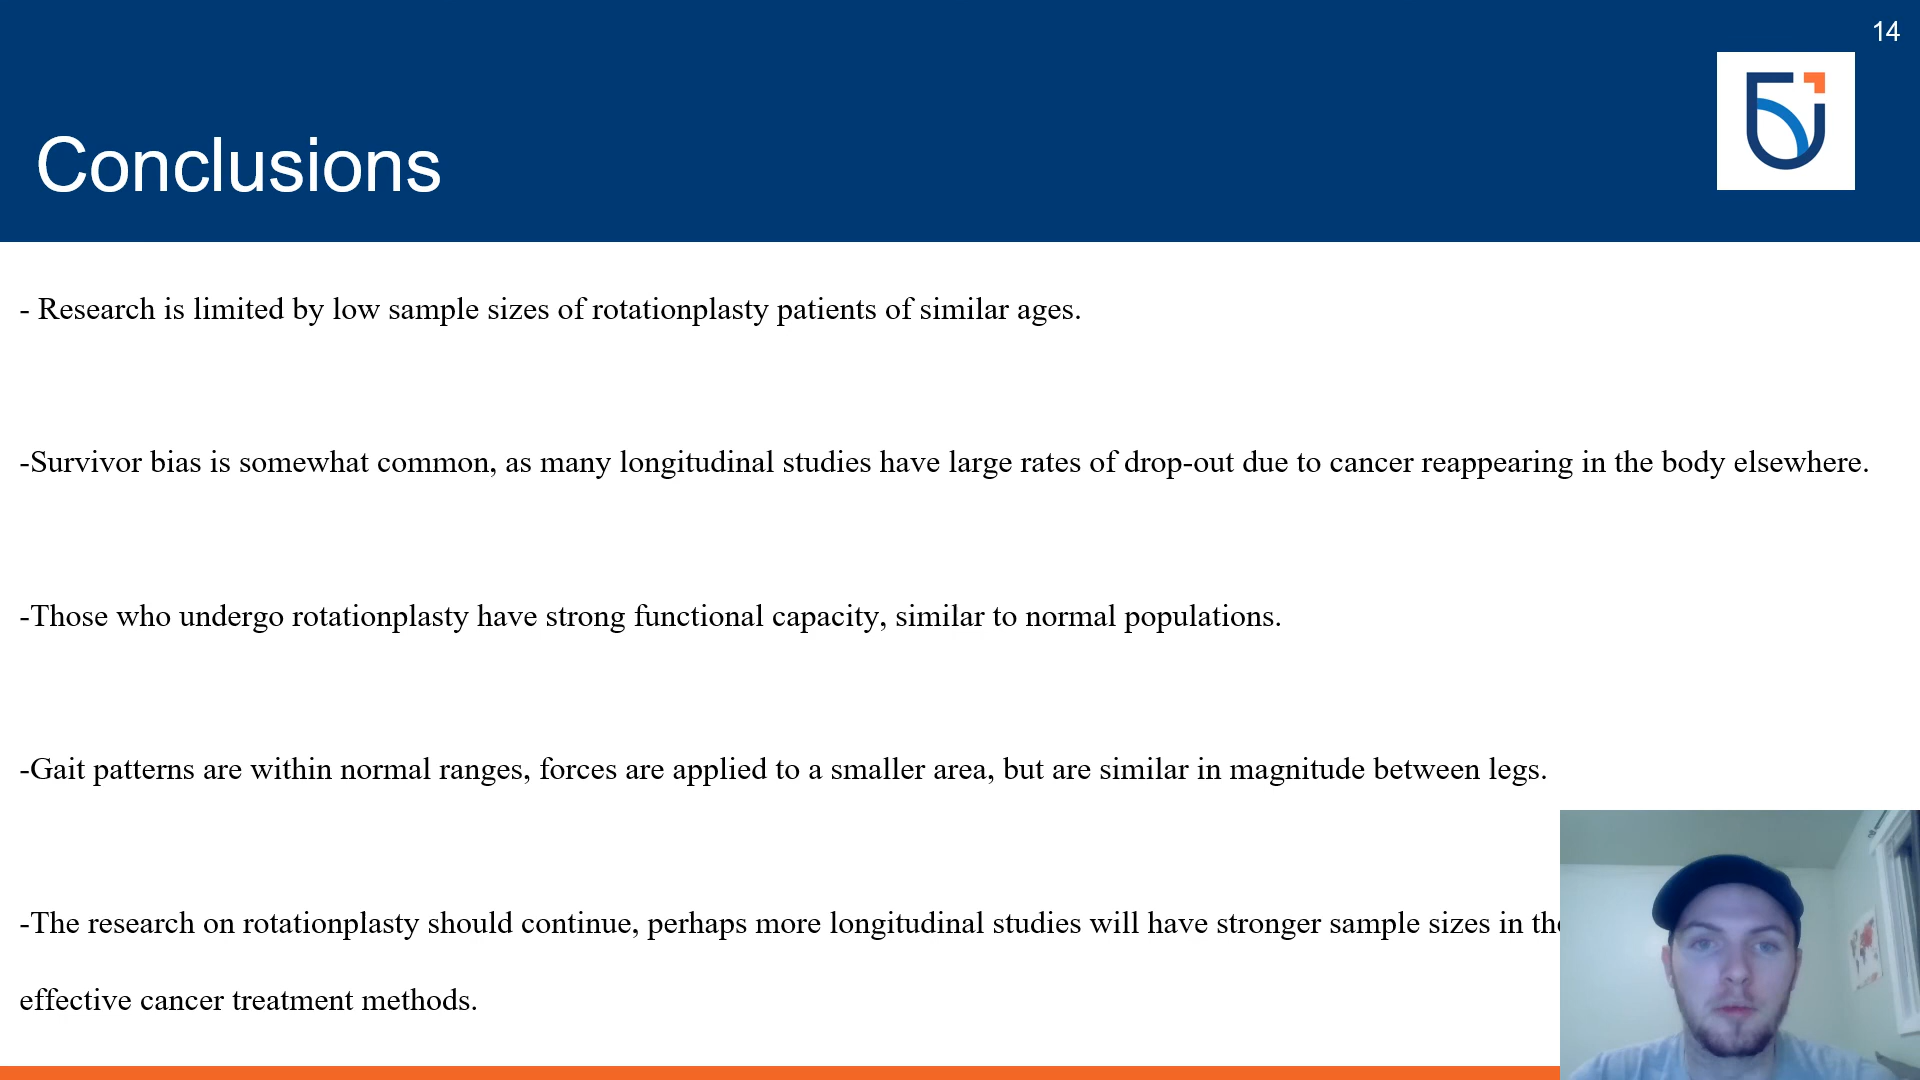 14
Conclusions
- Research is limited by low sample sizes of rotationplasty patients of similar ages.
-Survivor bias is somewhat common, as many longitudinal studies have large rates of drop-out due to cancer reappearing in the body elsewhere.
-Those who undergo rotationplasty have strong functional capacity, similar to normal populations.
-Gait patterns are within normal ranges, forces are applied to a smaller area, but are similar in magnitude between legs.
-The research on rotationplasty should continue, perhaps more longitudinal studies will have stronger sample sizes in
effective cancer treatment methods.